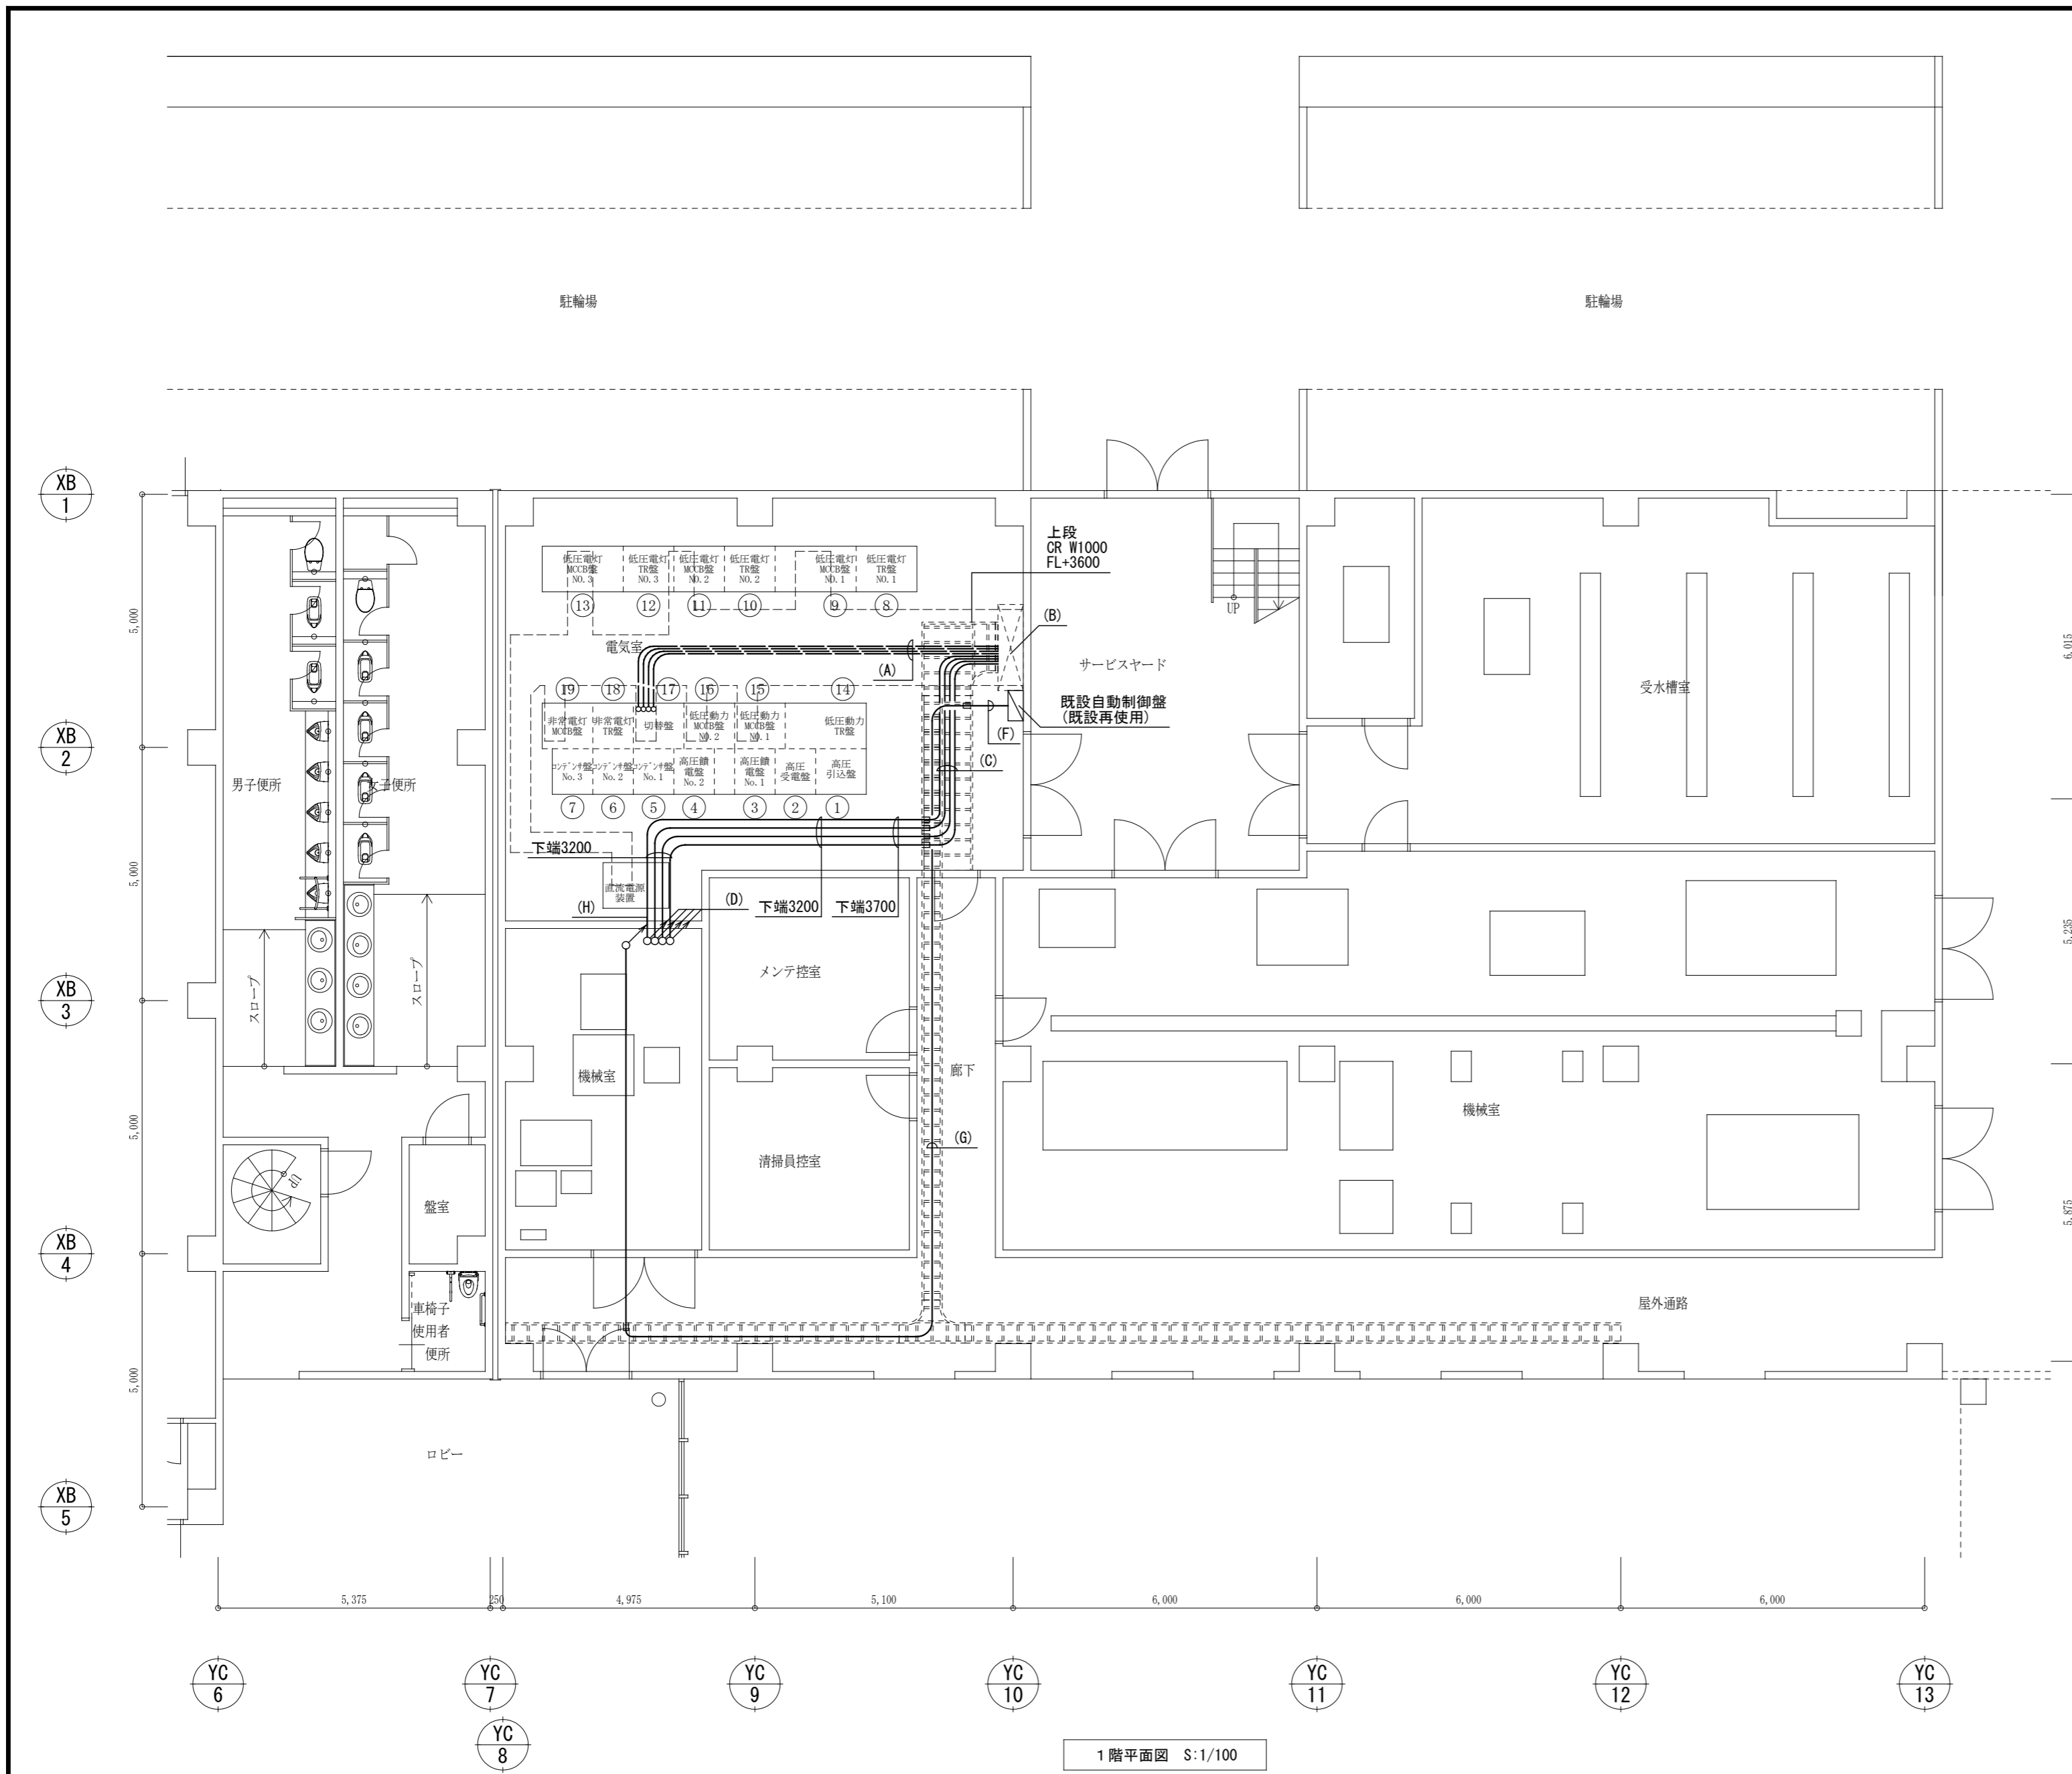 駐輪場
駐輪場
XB
1
XB
2
XB
3
XB
4
XB
5
5,000
5,000
5,000
5,000
6,015
5,235
5,875
上段
CR W1000
FL+3600
低圧電灯
MCCB盤
NO.3
低圧電灯
TR盤
NO.3
低圧電灯
MCCB盤
NO.2
低圧電灯
TR盤
NO.2
低圧電灯
MCCB盤
NO.1
低圧電灯
TR盤
NO.1
⑬
⑫
⑪
⑩
⑨
⑧
UP
(B)
電気室
(A)
サービスヤード
受水槽室
⑲
⑱
⑰
⑯
⑮
⑭
既設自動制御盤
(既設再使用)
(F)
非常電灯
MCCB盤
非常電灯
TR盤
切替盤
低圧動力
MCCB盤
NO.2
低圧動力
MCCB盤
NO.1
低圧動力
TR盤
コンデンサ盤
No.3
コンデンサ盤
No.2
コンデンサ盤
No.1
高圧饋
電盤
No.2
高圧饋
電盤
No.1
高圧
受電盤
高圧
引込盤
(C)
⑦
⑥
⑤
④
③
②
①
男子便所
女子便所
下端3200
直流電源
装置
(H)
(D)
下端3200
下端3700
スロープ
スロープ
メンテ控室
機械室
廊下
機械室
(G)
清掃員控室
UP
盤室
車椅子
使用者
便所
屋外通路
ロビー
5,375
250
4,975
5,100
6,000
6,000
6,000
YC
6
YC
7
YC
8
YC
9
YC
10
YC
11
YC
12
YC
13
1階平面図 S:1/100